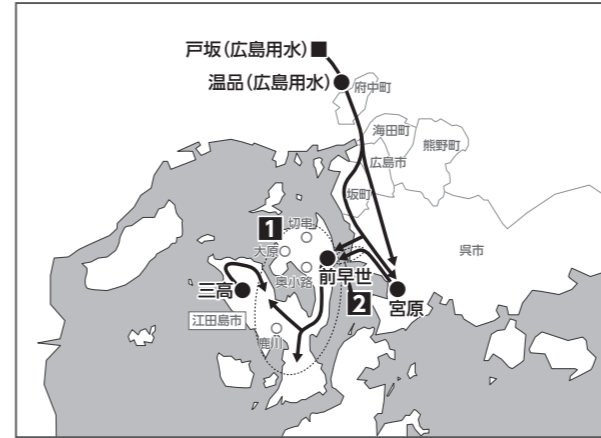 戸坂(広島用水)
温品(広島用水)
府中町
海田町
熊野町
広島市
坂町
呉市
1
切串
大原
奥小路
前早世
2
宮原
三高
江田島市
鹿川